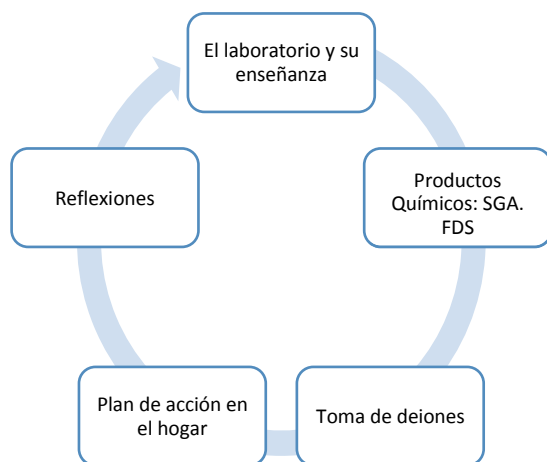 El laboratorio y su
enseñanza
Productos
Químicos: SGA.
FDS
Toma de deiones
Plan de acción en
el hogar
Reflexiones